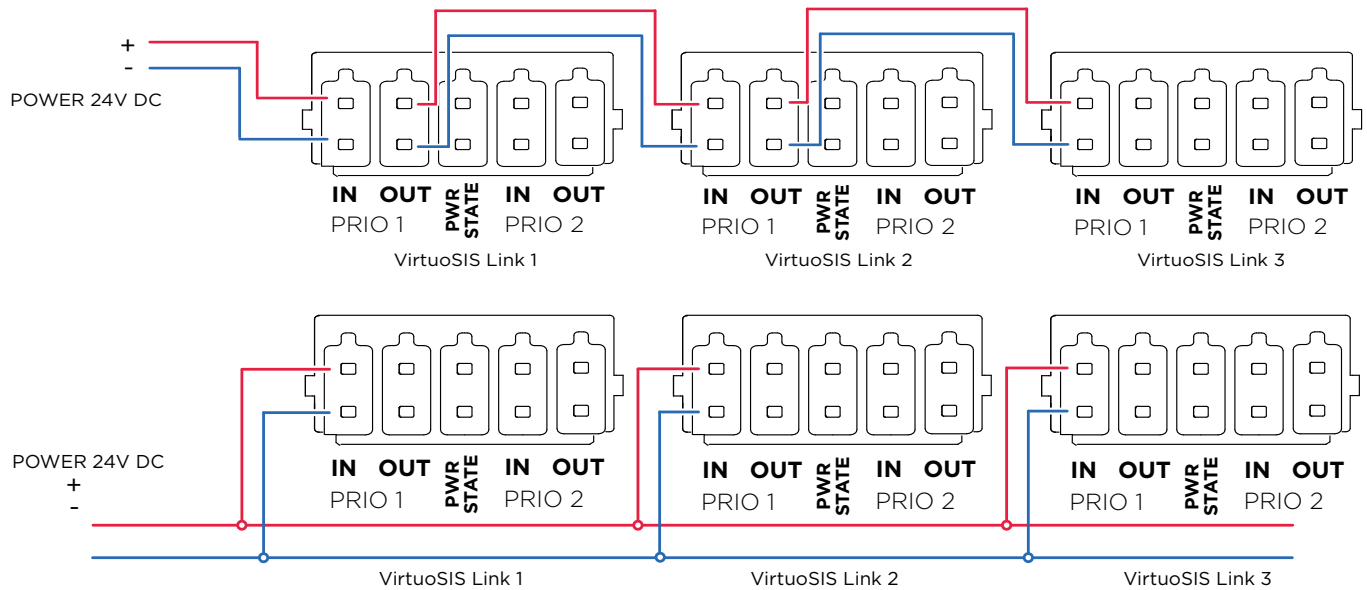 +
-
POWER 24V DC
IN OUT PWR STATE IN OUT
PRIO 1 PRIO 2
VirtuoSIS Link 1
IN OUT PWR STATE IN OUT
PRIO 1 PRIO 2
VirtuoSIS Link 2
IN OUT PWR STATE IN OUT
PRIO 1 PRIO 2
VirtuoSIS Link 3
POWER 24V DC
+
-
IN OUT PWR STATE IN OUT
PRIO 1 PRIO 2
VirtuoSIS Link 1
IN OUT PWR STATE IN OUT
PRIO 1 PRIO 2
VirtuoSIS Link 2
IN OUT PWR STATE IN OUT
PRIO 1 PRIO 2
VirtuoSIS Link 3